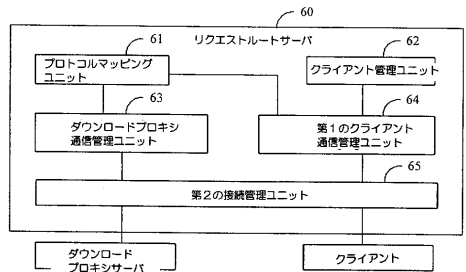 60
リクエストルートサーバ
61
プロトコルマッピング
ユニット
62
クライアント管理ユニット
63
ダウンロードプロキシ
通信管理ユニット
64
第1のクライアント
通信管理ユニット
65
第2の接続管理ユニット
ダウンロード
プロキシサーバ
クライアント